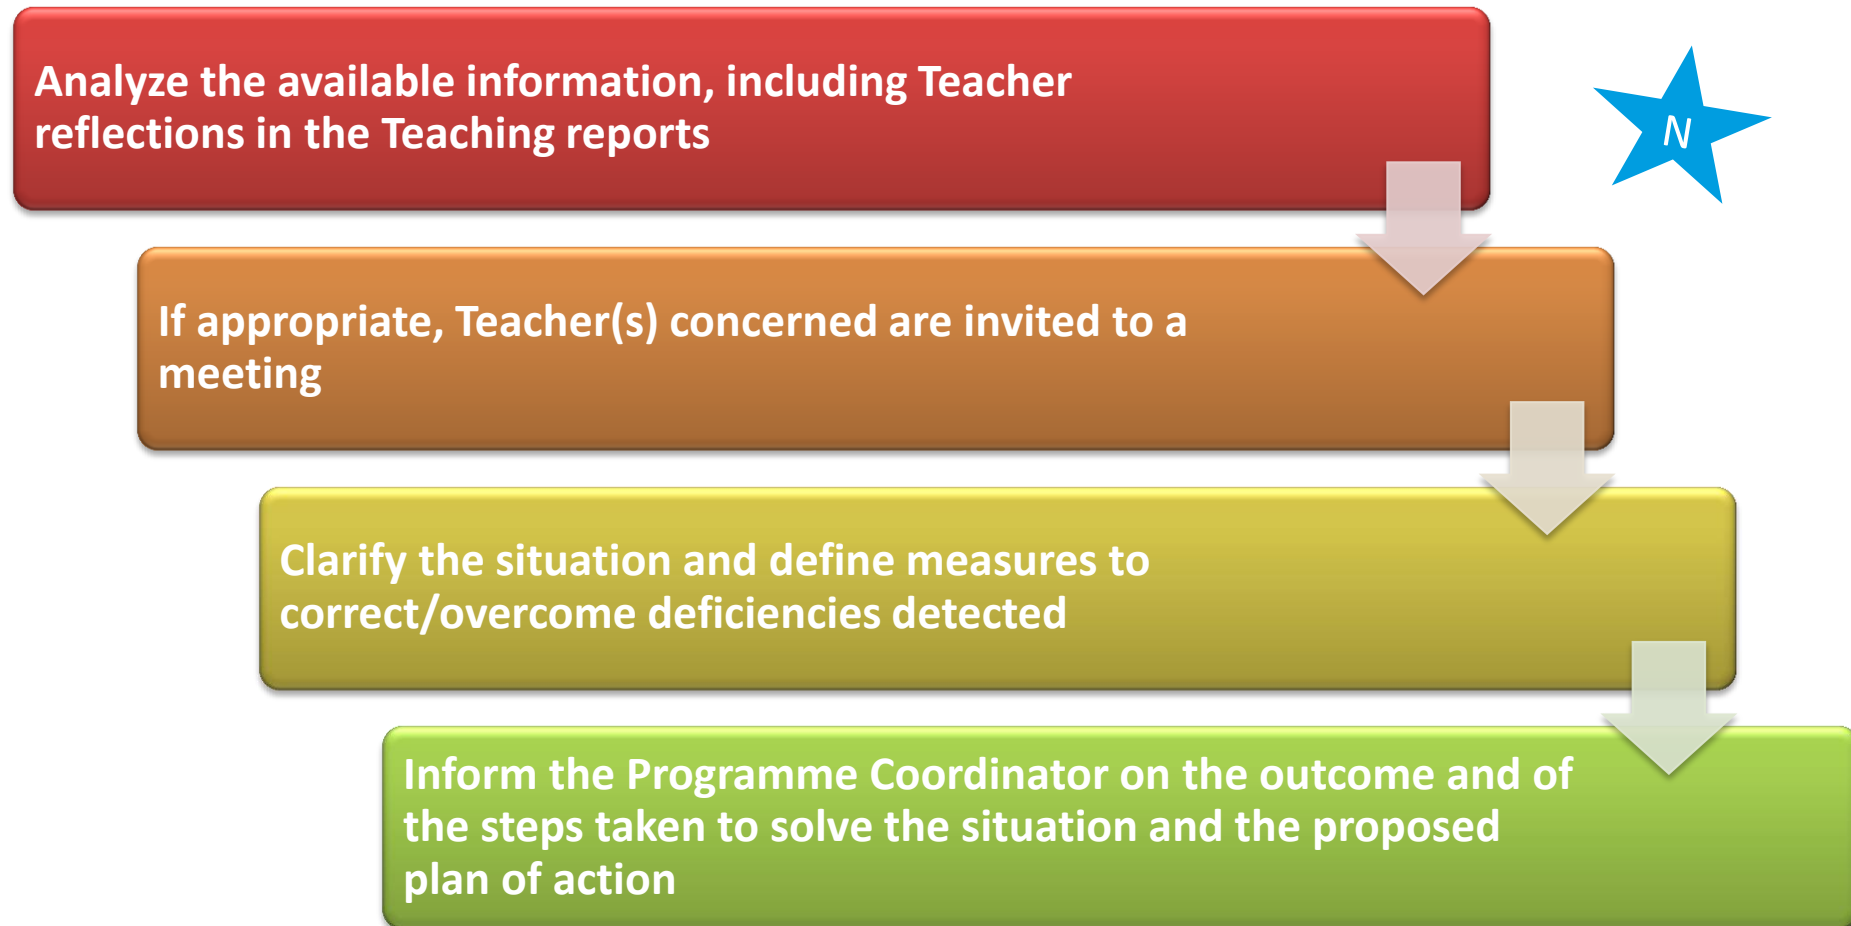 Analyze the available information, including Teacher
reflections in the Teaching reports
N
If appropriate, Teacher(s) concerned are invited to a
meeting
Clarify the situation and define measures to
correct/overcome deficiencies detected
Inform the Programme Coordinator on the outcome and of
the steps taken to solve the situation and the proposed
plan of action